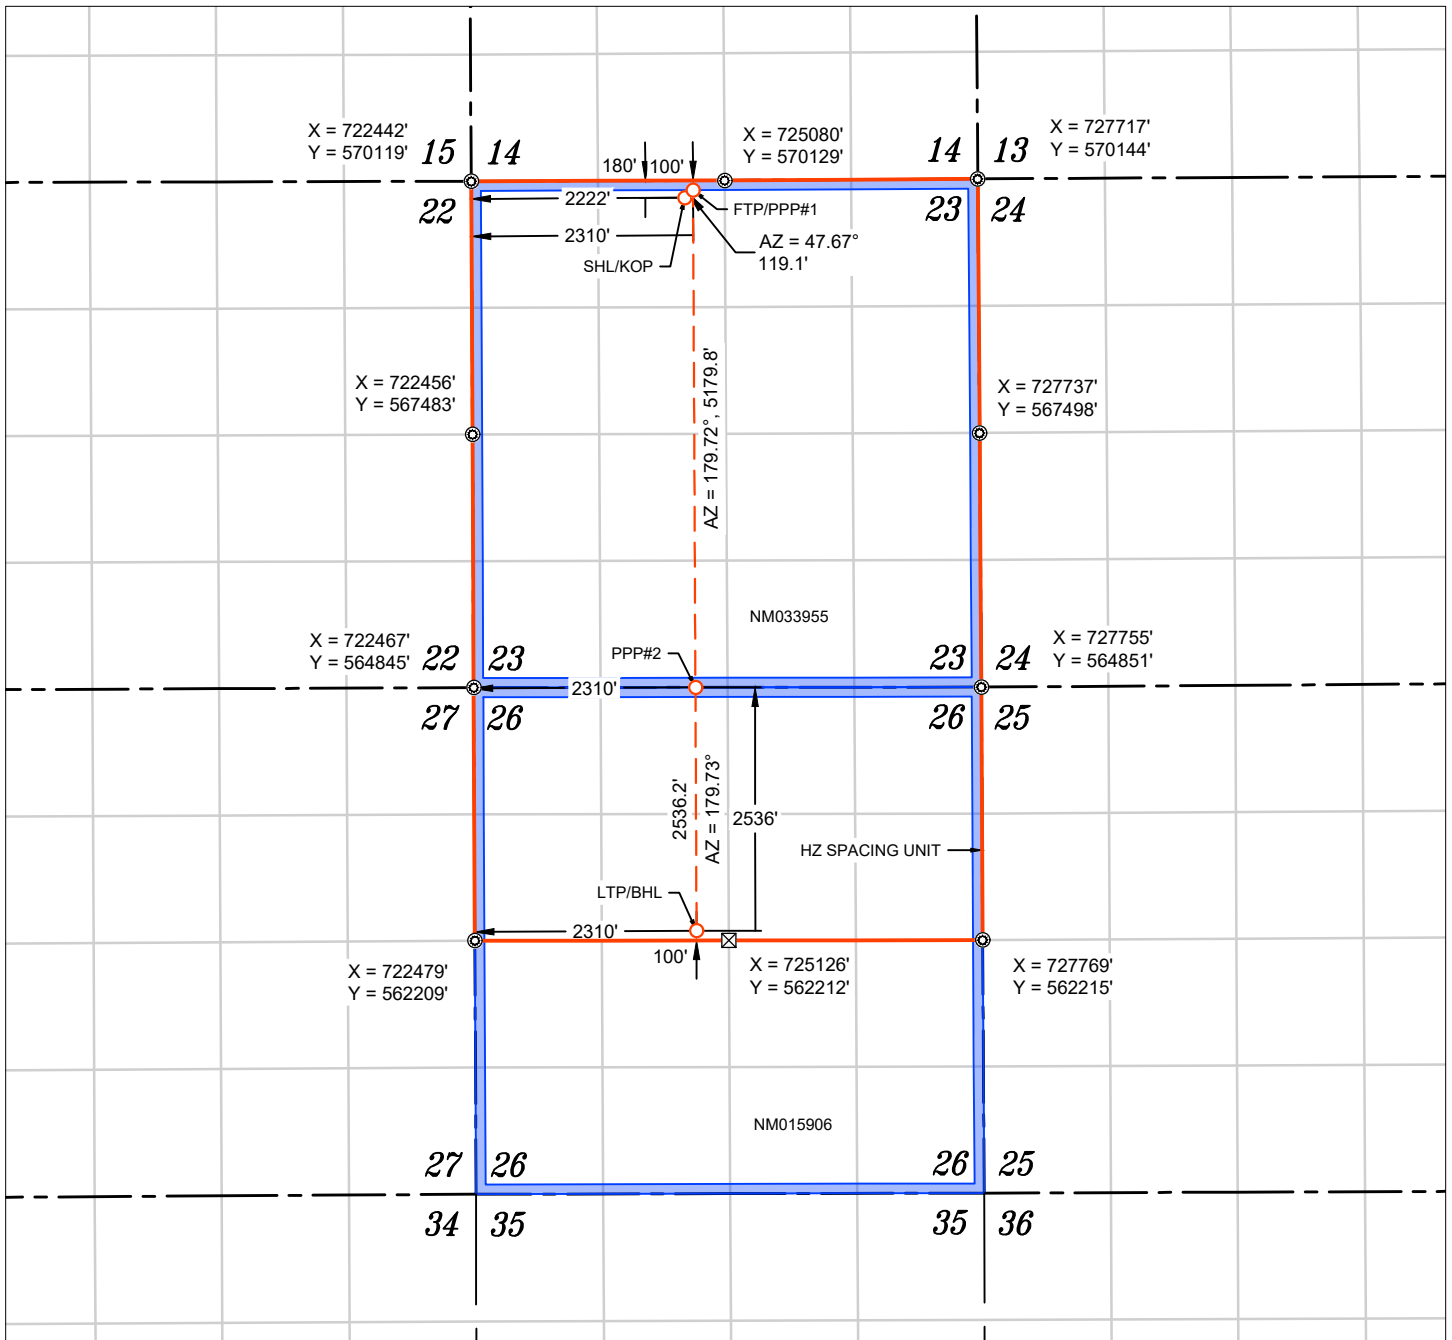 X = 722442'
Y = 570119'
15 14
180' 100'
X = 725080'
Y = 570129'
14 13
X = 727717'
Y = 570144'
22
2222'
FTP/PPP#1
23 24
2310'
AZ = 47.67°
119.1'
SHL/KOP
AZ = 179.72°, 5179.8'
X = 722456'
Y = 567483'
X = 727737'
Y = 567498'
NM033955
X = 722467'
Y = 564845'
22 23
PPP#2
23 24
X = 727755'
Y = 564851'
2310'
27 26
26 25
2536.2'
AZ = 179.73°
2536'
HZ SPACING UNIT
LTP/BHL
2310'
100'
X = 722479'
Y = 562209'
X = 725126'
Y = 562212'
X = 727769'
Y = 562215'
NM015906
27 26
26 25
34 35
35 36